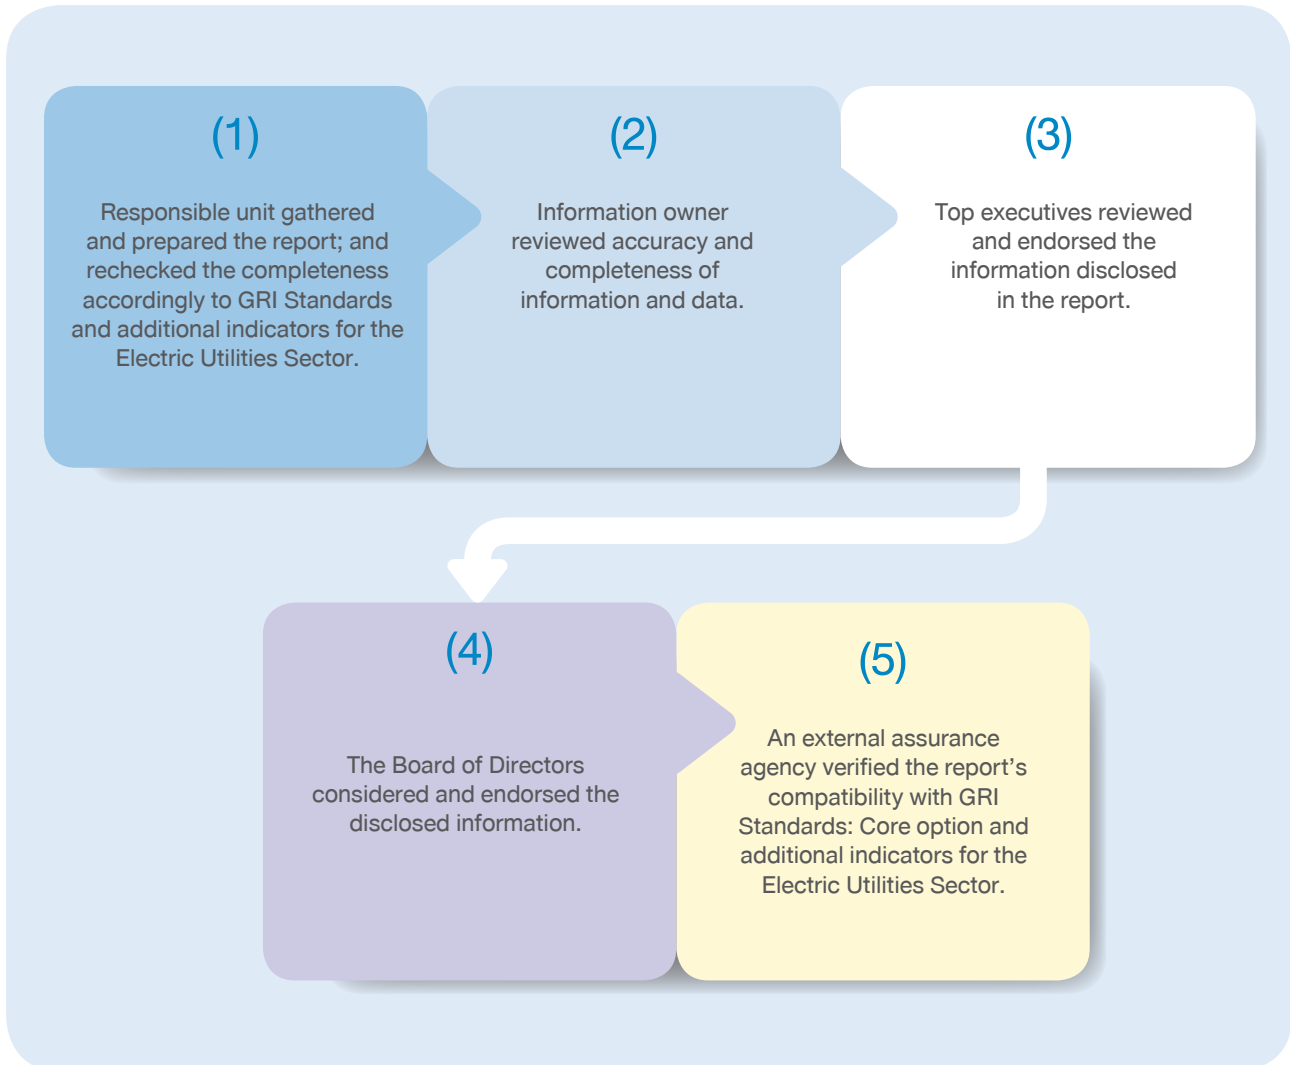 (1)
Responsible unit gathered
and prepared the report; and
rechecked the completeness
accordingly to GRI Standards
and additional indicators for the
Electric Utilities Sector.
(2)
Information owner
reviewed accuracy and
completeness of
information and data.
(3)
Top executives reviewed
and endorsed the
information disclosed
in the report.
(4)
The Board of Directors
considered and endorsed the
disclosed information.
(5)
An external assurance
agency verified the report’s
compatibility with GRI
Standards: Core option and
additional indicators for the
Electric Utilities Sector.